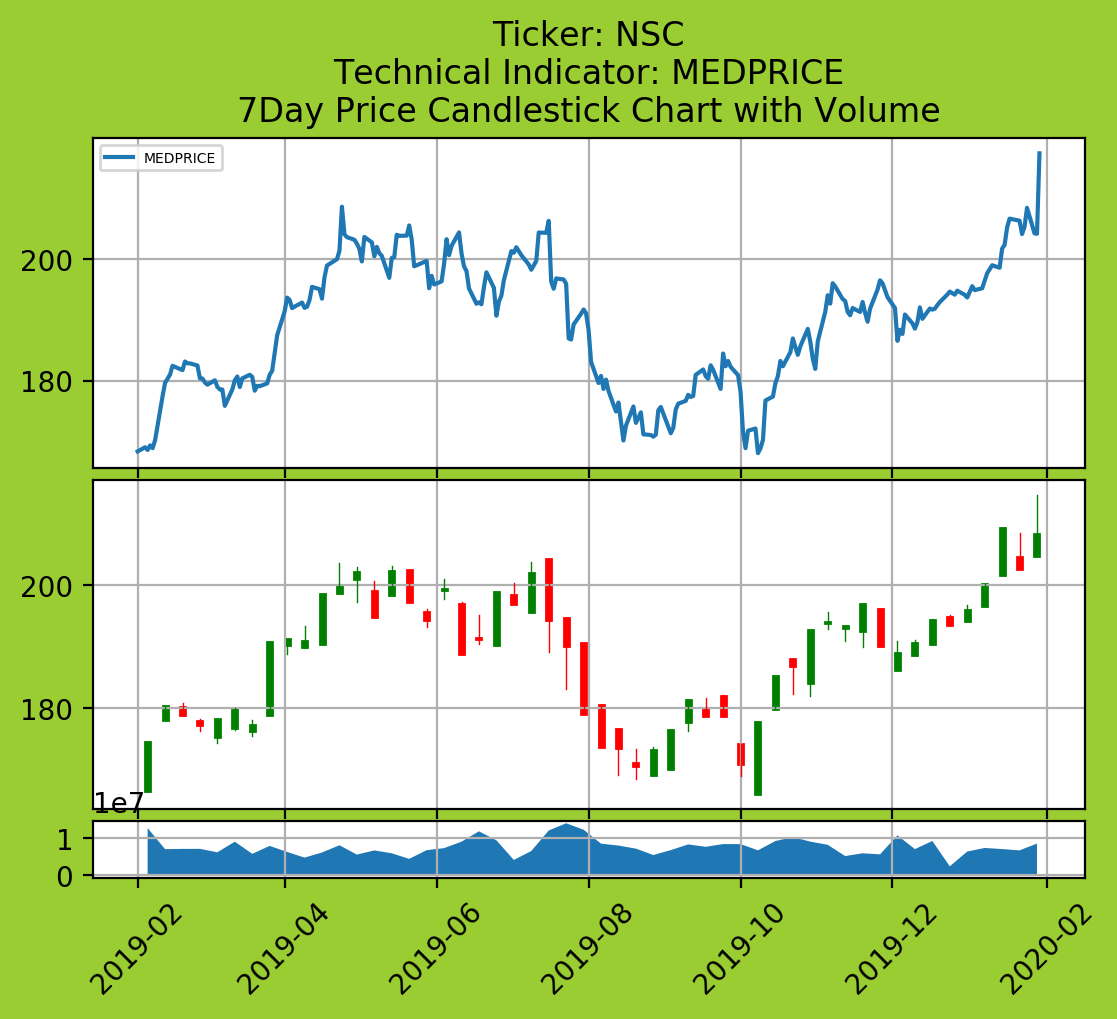 Ticker: NSC
Technical Indicator: MEDPRICE
7Day Price Candlestick Chart with Volume
MEDPRICE
200
180
200
180
1e7
1
0
2019-02
2019-04
2019-06
2019-08
2019-10
2019-12
2020-02